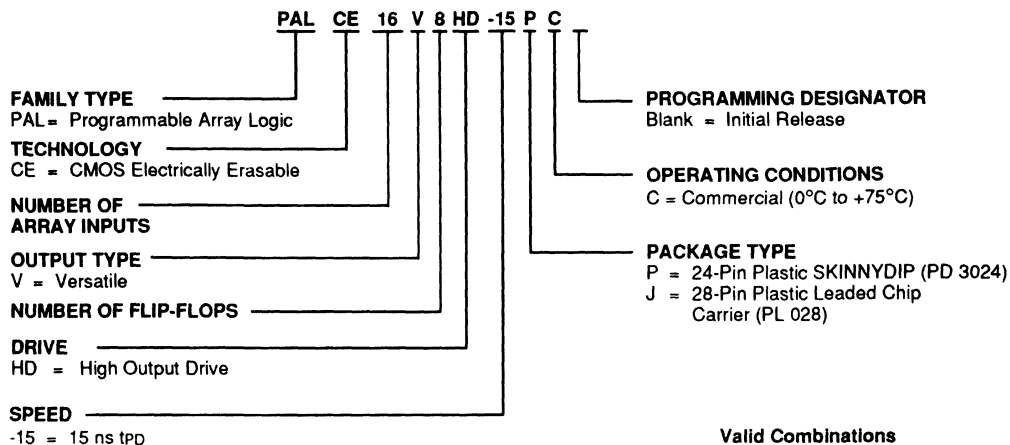 PAL CE 16 V 8 HD -15 P C
FAMILY TYPE
PAL = Programmable Array Logic
TECHNOLOGY
CE = CMOS Electrically Erasable
NUMBER OF
ARRAY INPUTS
OUTPUT TYPE
V = Versatile
NUMBER OF FLIP-FLOPS
DRIVE
HD = High Output Drive
SPEED
-15 = 15 ns tPD
PROGRAMMING DESIGNATOR
Blank = Initial Release
OPERATING CONDITIONS
C = Commercial (0°C to +75°C)
PACKAGE TYPE
P = 24-Pin Plastic SKINNYDIP (PD 3024)
J = 28-Pin Plastic Leaded Chip
Carrier (PL 028)
Valid Combinations